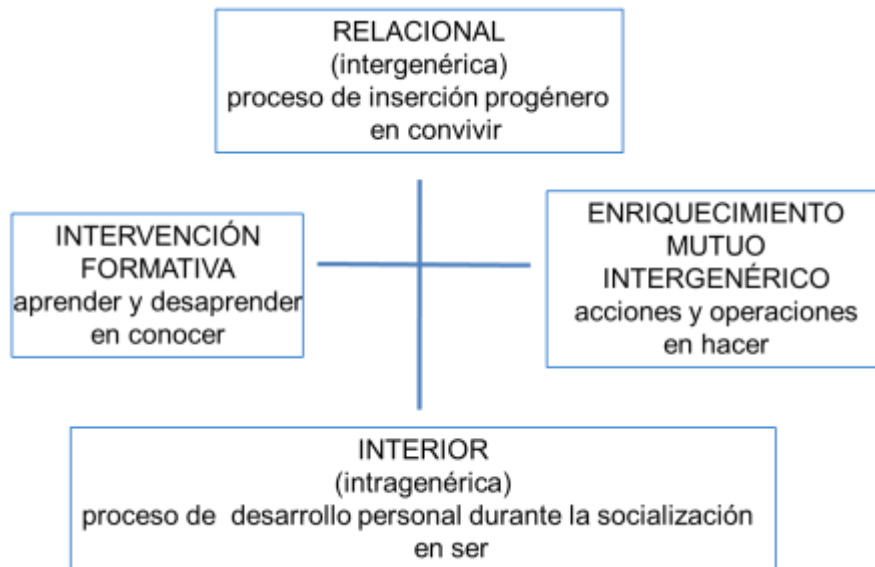 RELACIONAL
(intergenérica)
proceso de inserción progénero
en convivir
INTERVENCIÓN
FORMATIVA
aprender y desaprender
en conocer
ENRIQUECIMIENTO
MUTUO
INTERGENÉRICO
acciones y operaciones
en hacer
INTERIOR
(intragenérica)
proceso de desarrollo personal durante la socialización
en ser